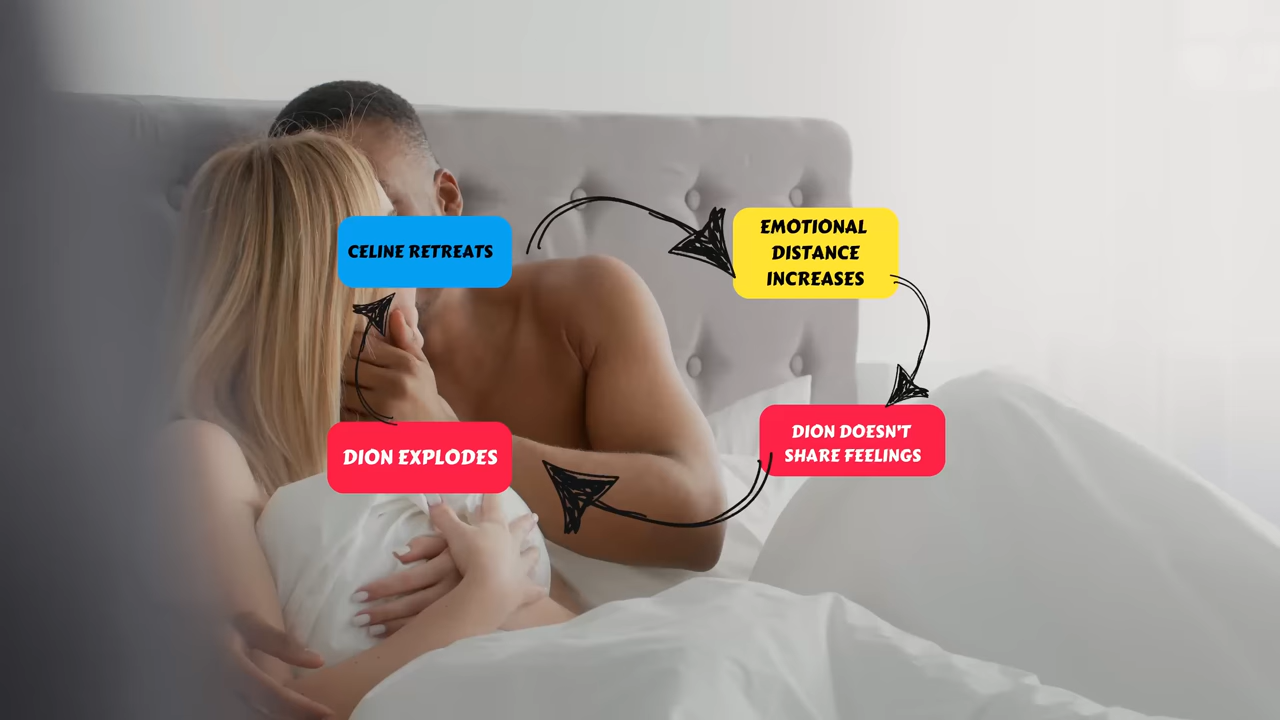 CELINE RETREATS
EMOTIONAL
DISTANCE
INCREASES
DION DOESN'T
SHARE FEELINGS
DION EXPLODES